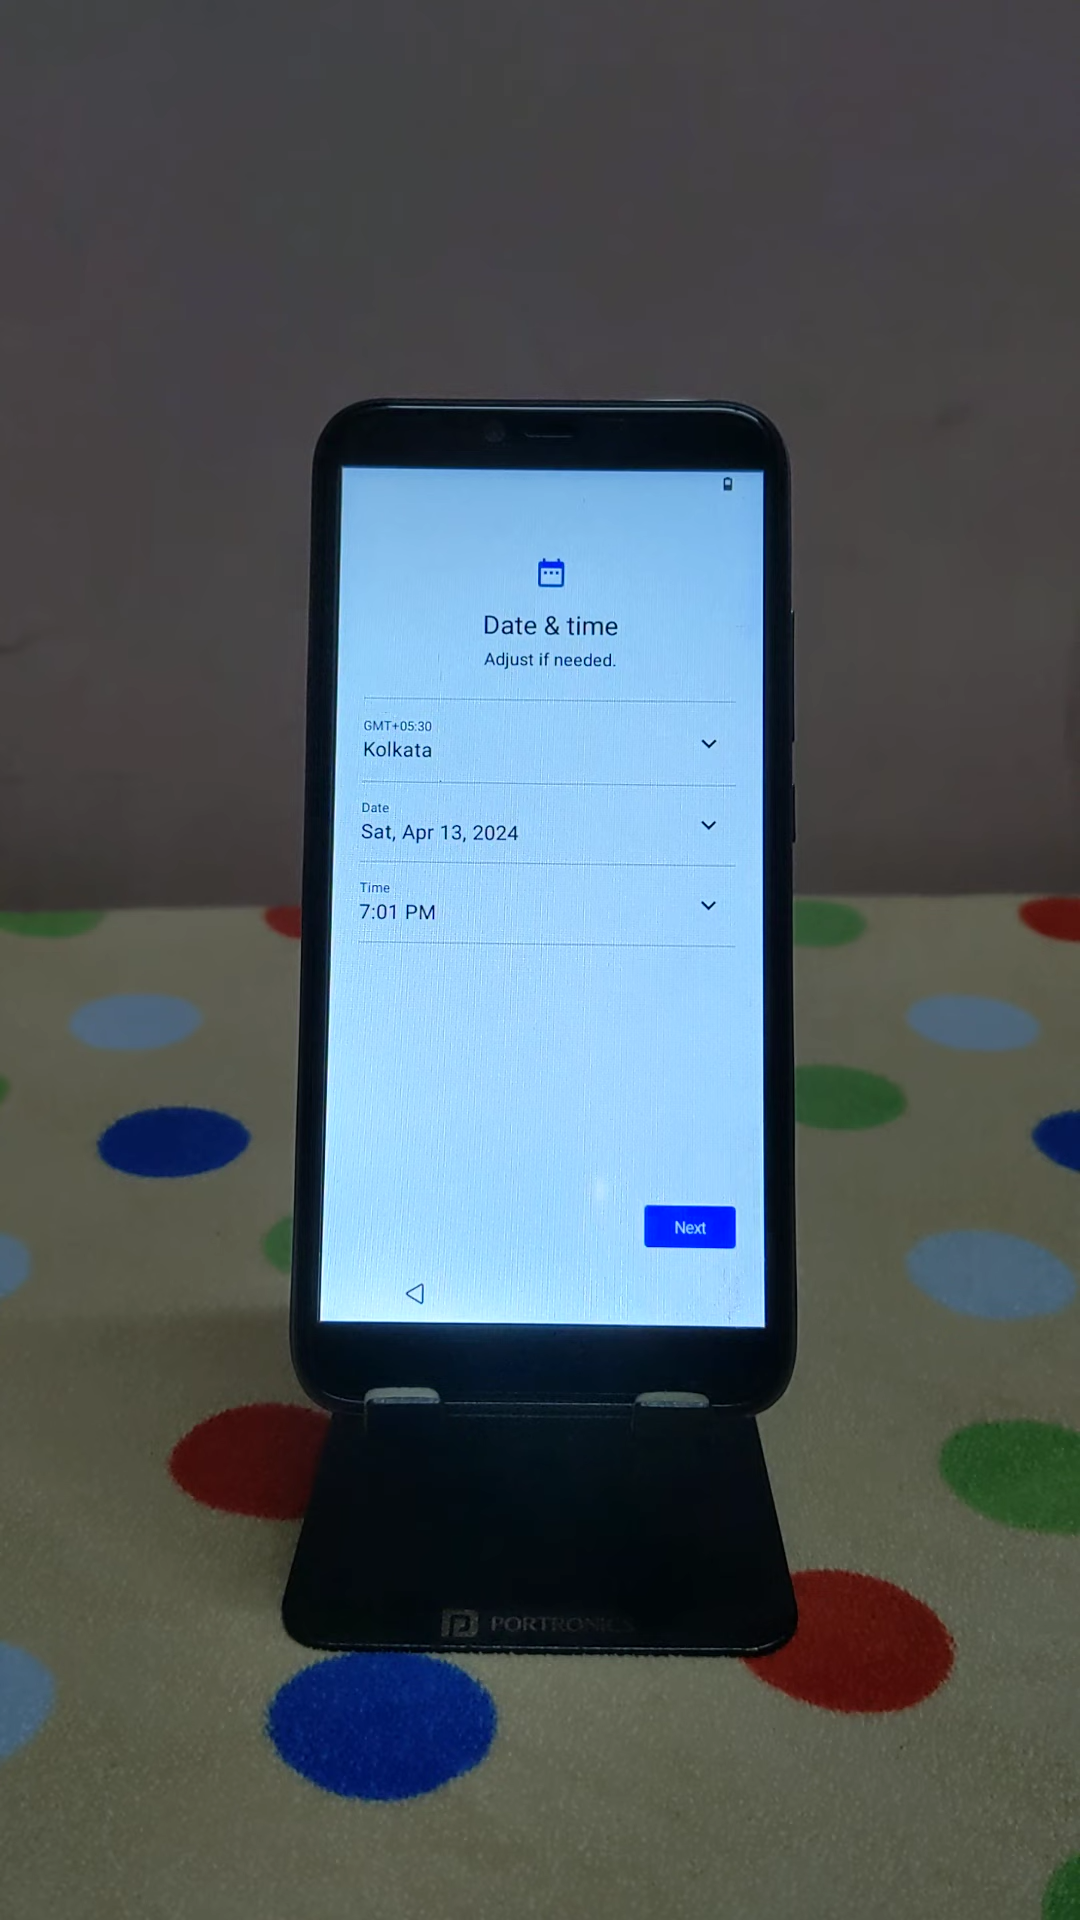 Date & time
Adjust if needed.
GMT+05:30
Kolkata
Date
Sat, Apr 13, 2024
Time
7:01 PM
Next
PORTRONICS